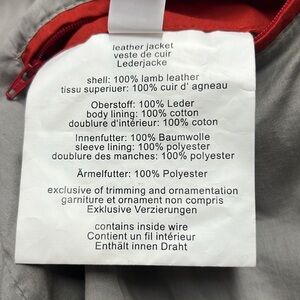 leather jacket
veste de cuir
Lederjacke
shell: 100% lamb leather
tissu superiuer: 100% cuir d' agneau
Oberstoff: 100% Leder
body lining: 100% cotton
doublure d'intérieur: 100% cotton
Innenfutter: 100% Baumwolle
sleeve lining: 100% polyester
doublure des manches: 100% polyester
Ärmelfutter: 100% Polyester
exclusive of trimming and ornamentation
garniture et ornament non compris
Exklusive Verzierungen
contains inside wire
Contient un fil intérieur
Enthält innen Draht